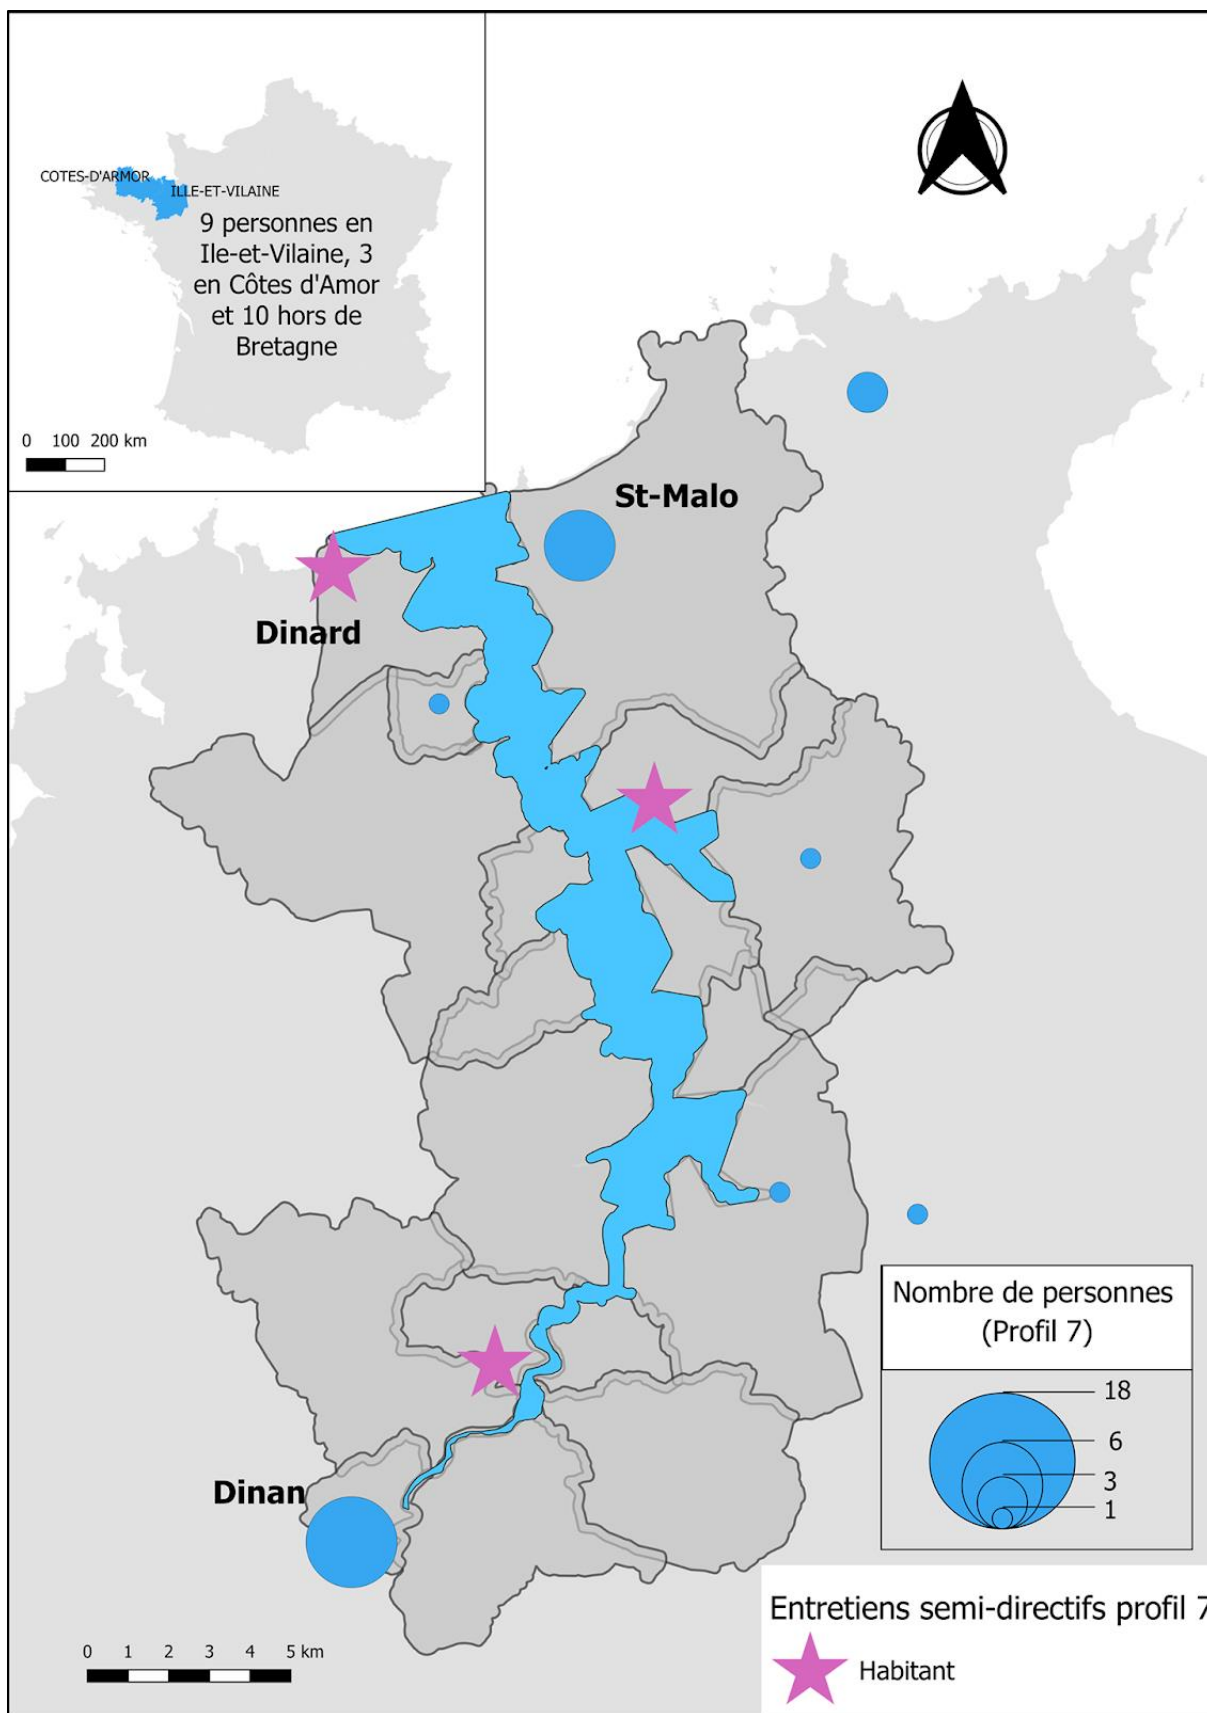 COTES-D'ARMOR
ILLE-ET-VILAINE
9 personnes en
Ile-et-Vilaine, 3
en Côtes d'Amor
et 10 hors de
Bretagne
0 100 200 km
St-Malo
Dinard
Dinan
Nombre de personnes
(Profil 7)
18
6
3
1
0 1 2 3 4 5 km
Entretiens semi-directifs profil 7
Habitant